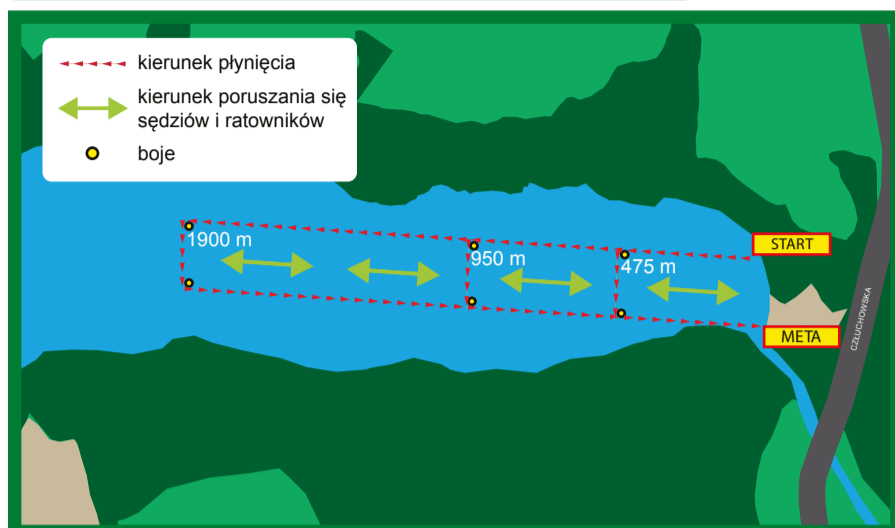 kierunek płynięcia
kierunek poruszania się
sędziów i ratowników
boje
START
1900 m
950 m
475 m
META
CZŁUCHOWSKA